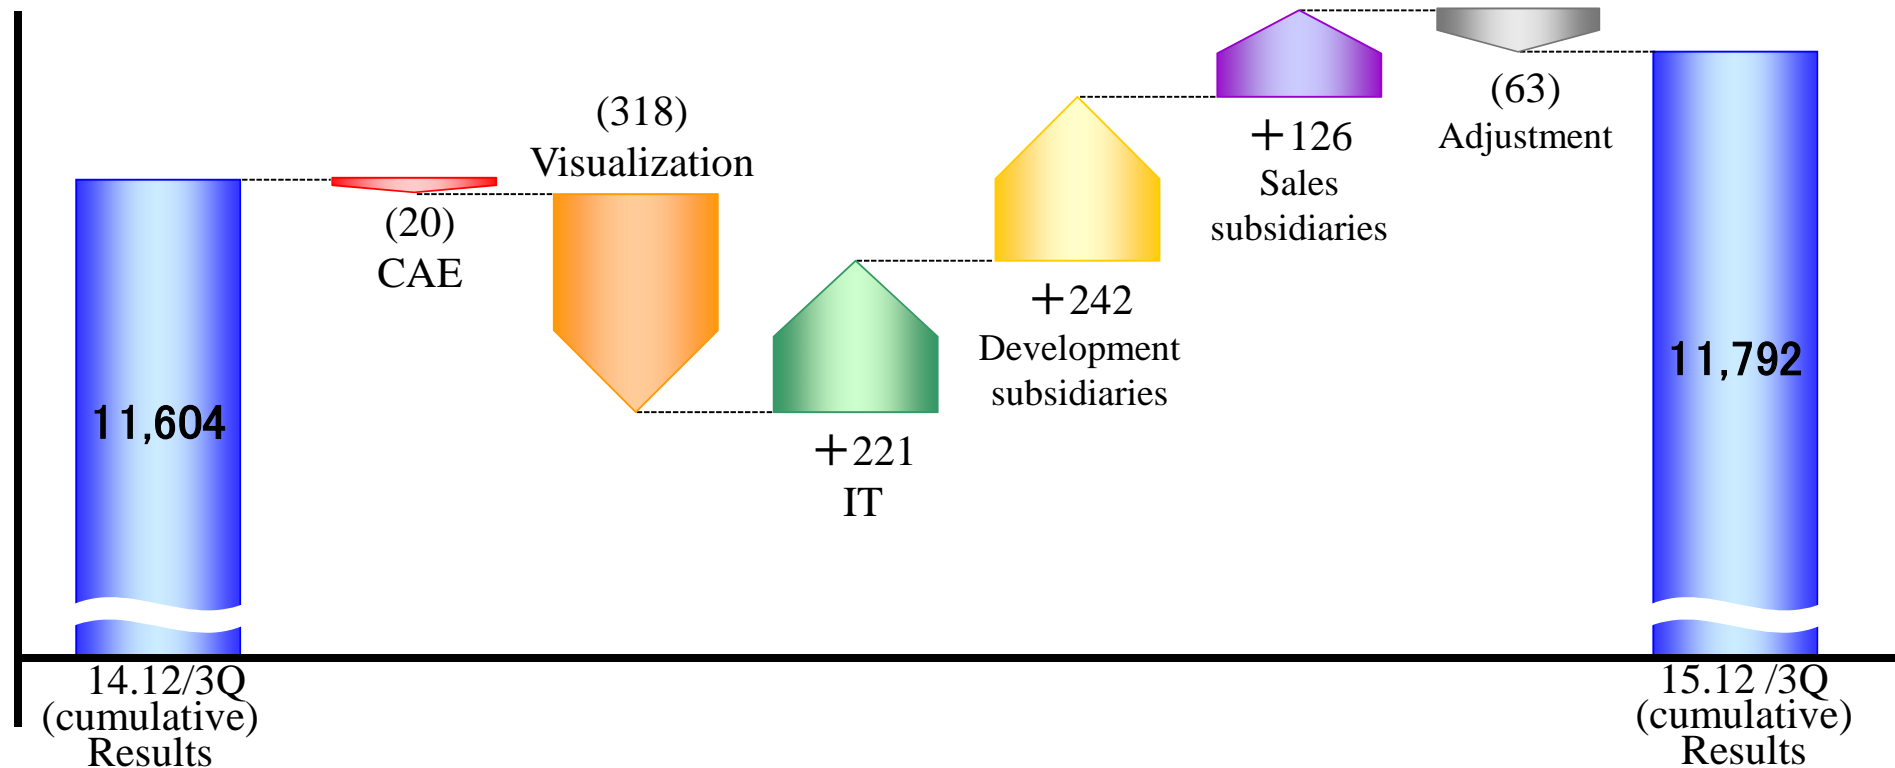 11,604
14.12/3Q
(cumulative)
Results
(20)
CAE
(318)
Visualization
+221
IT
+242
Development
subsidiaries
+126
Sales
subsidiaries
(63)
Adjustment
11,792
15.12 /3Q
(cumulative)
Results